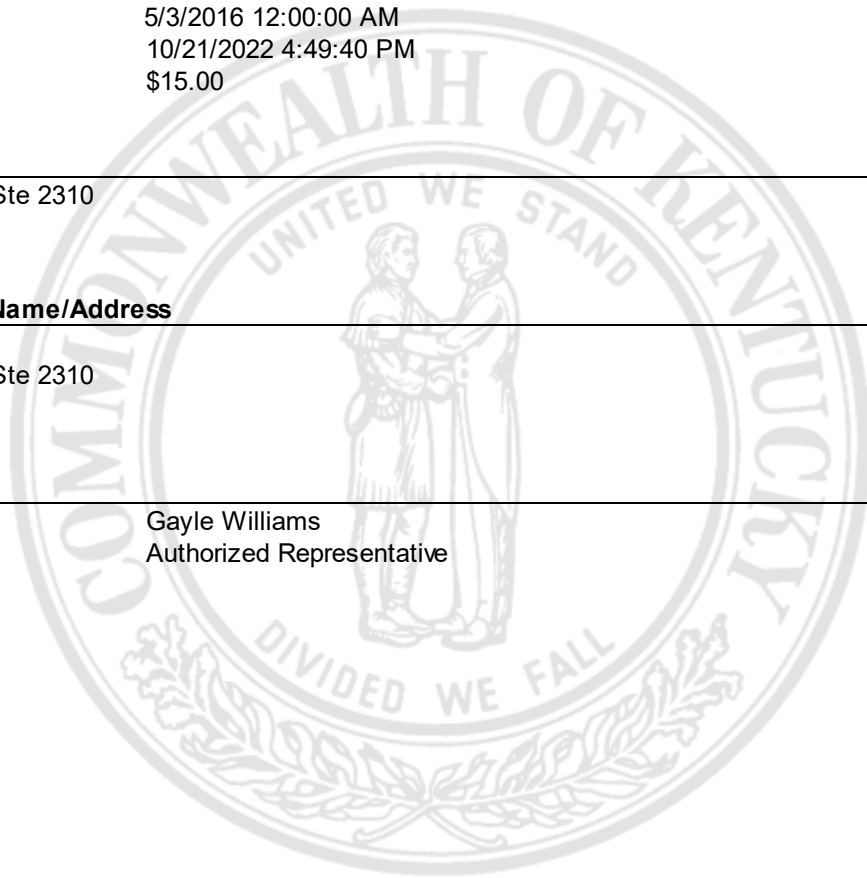 5/3/2016 12:00:00 AM
10/21/2022 4:49:40 PM
$15.00
COMMONWEALTH OF KENTUCKY
UNITED WE STAND
Ste 2310
Name/Address
Ste 2310
Gayle Williams
Authorized Representative
DIVIDED WE FALL